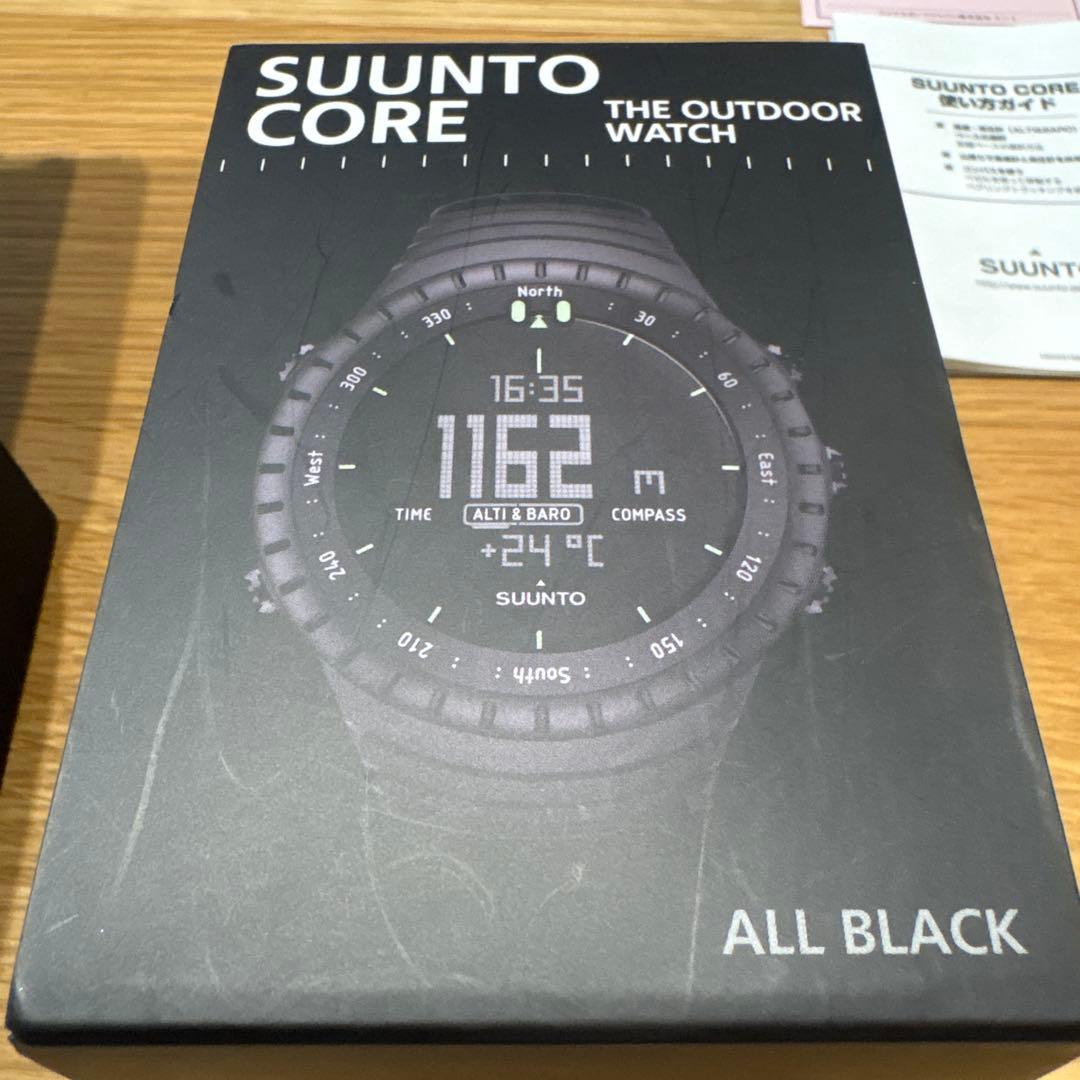 SUUNTO
CORE
THE OUTDOOR
WATCH
North
330
30
300
60
West
East
240
120
210
150
South
16:35
1162 m
TIME
ALTI & BARO
COMPASS
+24 °C
SUUNTO
ALL BLACK
SUUNTO CORE
使い方ガイド
SUUNTO